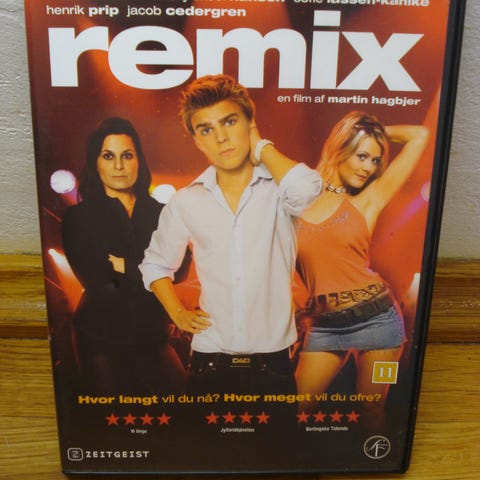 henrik prip jacob cedergren
remix
en film af martin hagbjer
D&G
11
Hvor langt vil du nå? Hvor meget vil du ofre?
★★★★ ★★★★ ★★★★
Vi Unge Jyllandsposten Berlingske Tidende
Z ZEITGEIST
SF